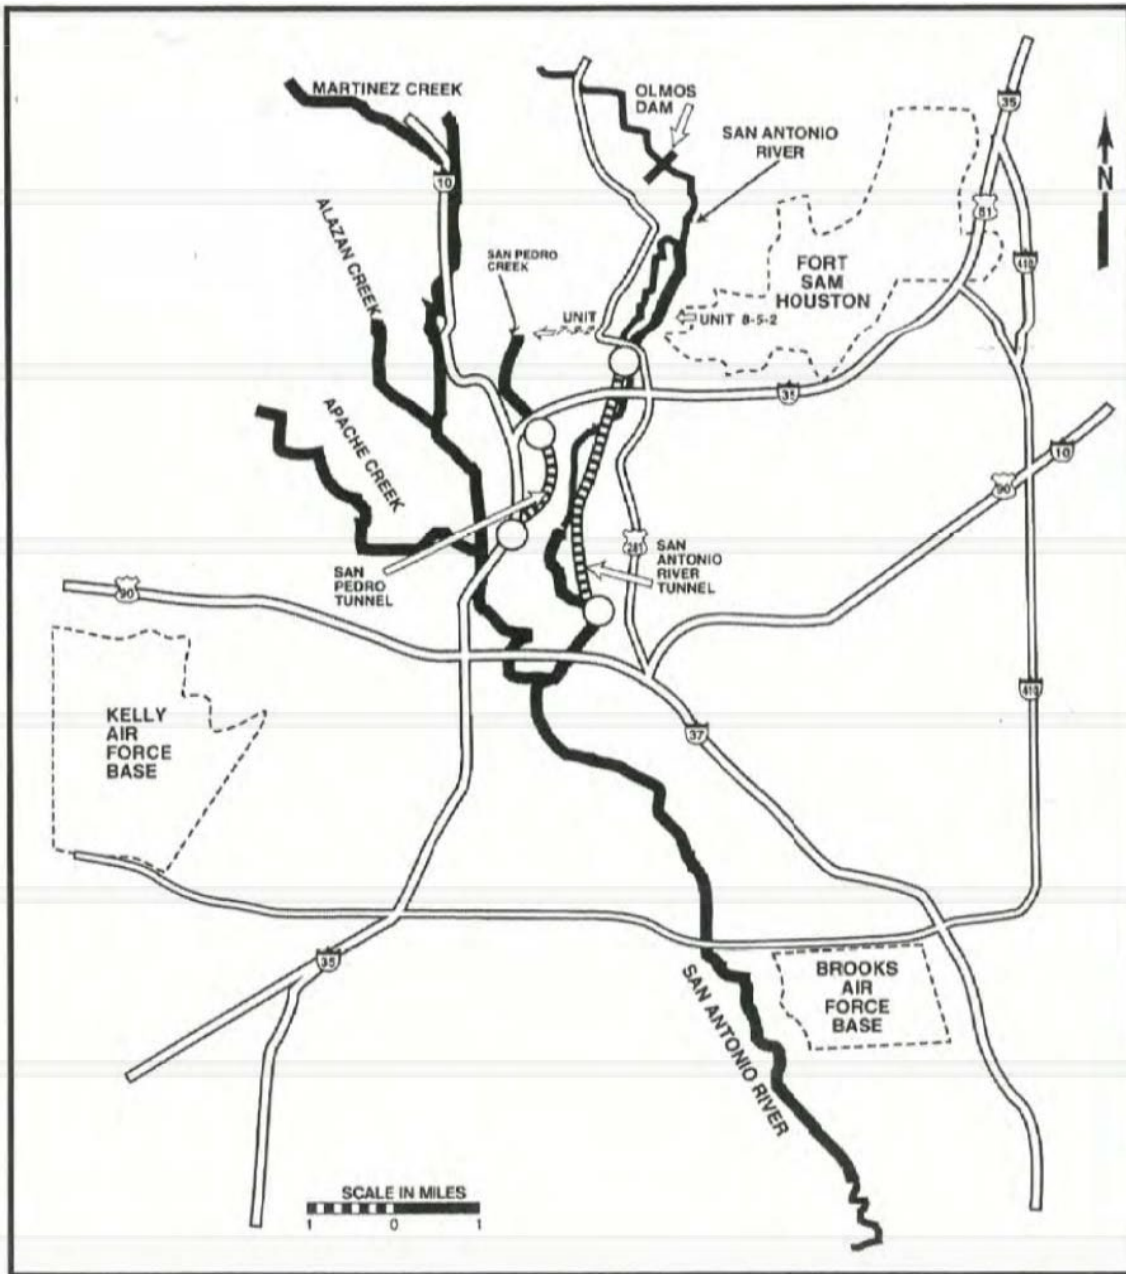 MARTINEZ CREEK
OLMOS
DAM
SAN ANTONIO
RIVER
35
N
10
ALAZAN CREEK
81
SAN PEDRO
CREEK
FORT
SAM
HOUSTON
410
UNIT
UNIT 8-5-2
35
APACHE CREEK
10
90
281
SAN
ANTONIO
RIVER
TUNNEL
SAN
PEDRO
TUNNEL
90
410
KELLY
AIR
FORCE
BASE
37
35
BROOKS
AIR
FORCE
BASE
SAN ANTONIO RIVER
SCALE IN MILES
1 0 1